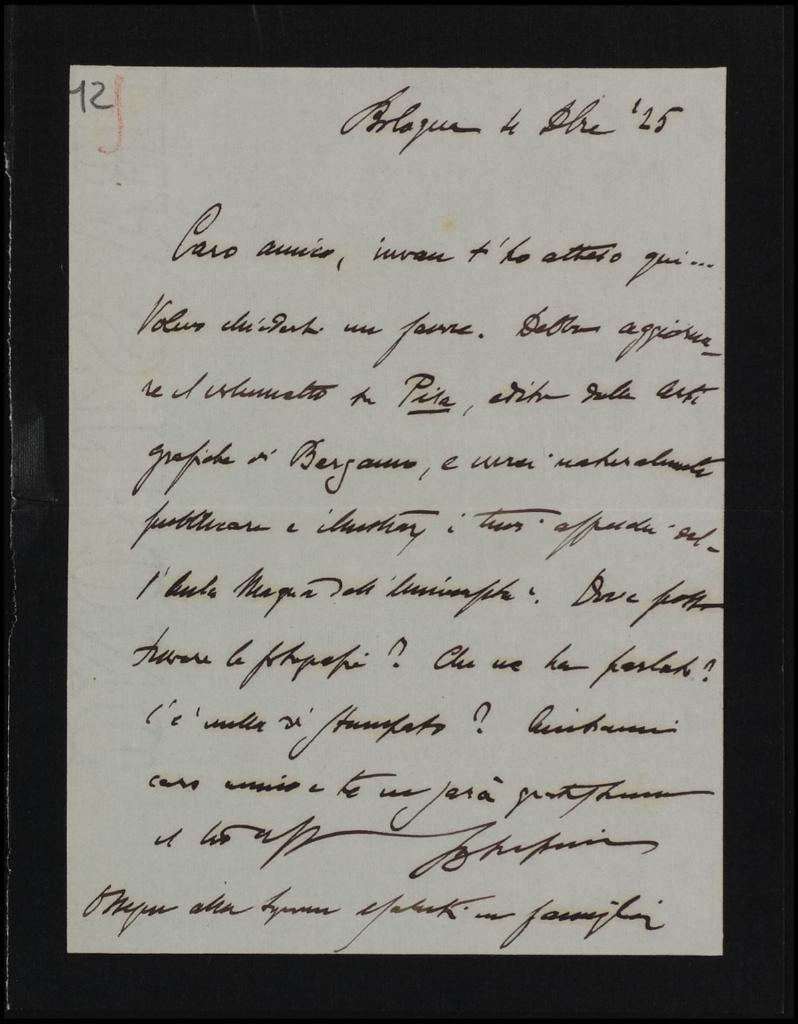 12
Bologna 4 Dbre '25
Caro amico, invan t'ho atteso qui...
Volevo chiederti un favore. Debbo aggiorna-
re il volumetto su Pisa, edito dalle Arti
grafiche di Bergamo, e vorrei naturalmente
pubblicare e illustrare i tuoi affreschi del-
l'Aula Magna dell'Università. Dove posso
trovare le fotografie? Chi ne ha parlato?
C'è nulla di stampato? Aiutami
caro amico e te ne sarà gratissimo
il tuo aff
Ossequi alla Signora e saluti in famiglia